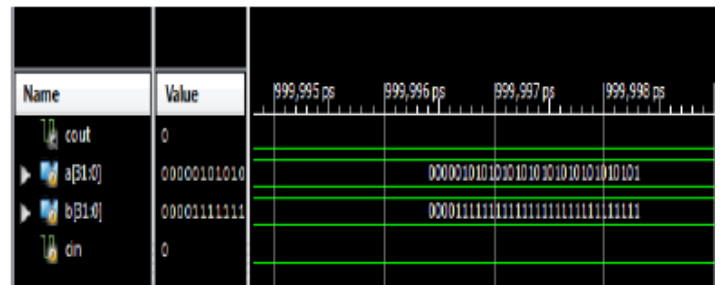 Name Value 999,995 ps 999,996 ps 999,997 ps 999,998 ps
cout 0
a[31:0] 00000101010 00000101010101010101010101010101
b[31:0] 00001111111 00001111111111111111111111111111
cin 0